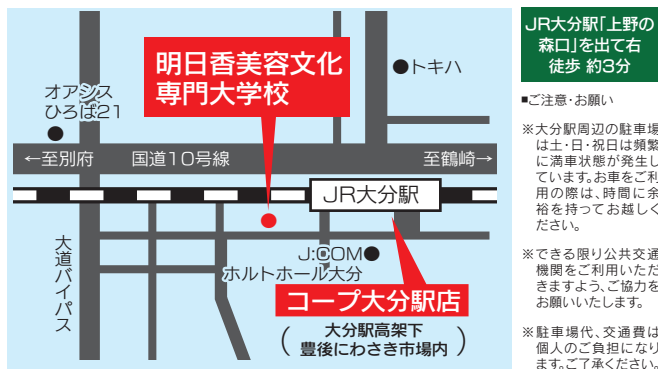 明日香美容文化
専門大学校
●トキハ
オアシス
ひろば21
←至別府
国道10号線
至鶴崎→
JR大分駅
大道バイパス
J:COM
ホルトホール大分
コープ大分駅店
(大分駅高架下
豊後にわさき市場内)
JR大分駅「上野の
森口」を出て右
徒歩 約3分
■ご注意・お願い
※大分駅周辺の駐車場
は土・日・祝日は頻繁
に満車状態が発生し
ています。お車をご利
用の際は、時間に余
裕を持ってお越しく
ださい。
※できる限り公共交通
機関をご利用いただ
きますよう、ご協力を
お願いいたします。
※駐車場代、交通費は
個人のご負担になり
ます。ご了承ください。